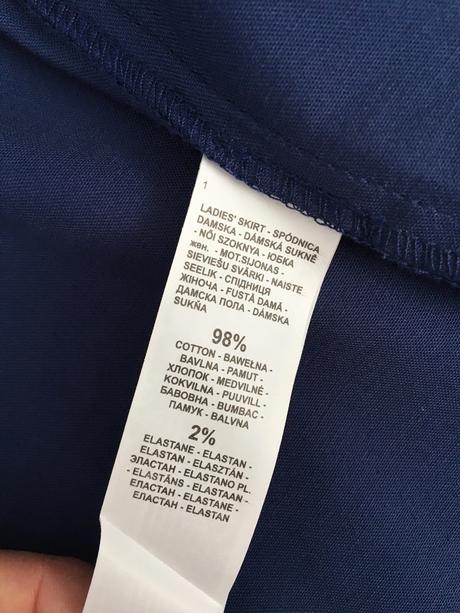 1
LADIES' SKIRT - SPÓDNICA
DAMSKA - DÁMSKÁ SUKNĚ
- NŐI SZOKNYA - ЮБКА
жен. - MOT.SIJONAS -
SIEVIEŠU SVĀRKI - NAISTE
SEELIK - СПІДНИЦЯ
ЖІНОЧА - FUSTĂ DAMĂ -
ДАМСКА ПОЛА - DÁMSKA
SUKŇA
98%
COTTON - BAWEŁNA -
BAVLNA - PAMUT -
ХЛОПОК - MEDVILNĖ -
KOKVILNA - PUUVILL -
БАВОВНА - BUMBAC -
ПАМУК - BALVNA
2%
ELASTANE - ELASTAN -
ELASTAN - ELASZTÁN -
ЭЛАСТАН - ELASTANO PL.
- ELASTĀNS - ELASTAAN -
ЕЛАСТАН - ELASTANE -
ЕЛАСТАН - ELASTAN